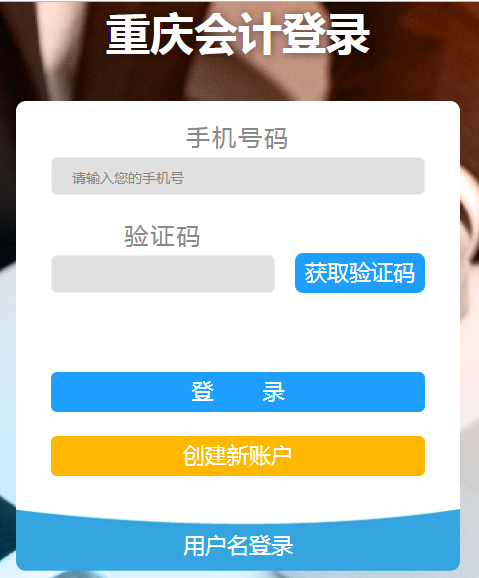 重庆会计登录
手机号码
请输入您的手机号
验证码
获取验证码
登 录
创建新账户
用户名登录